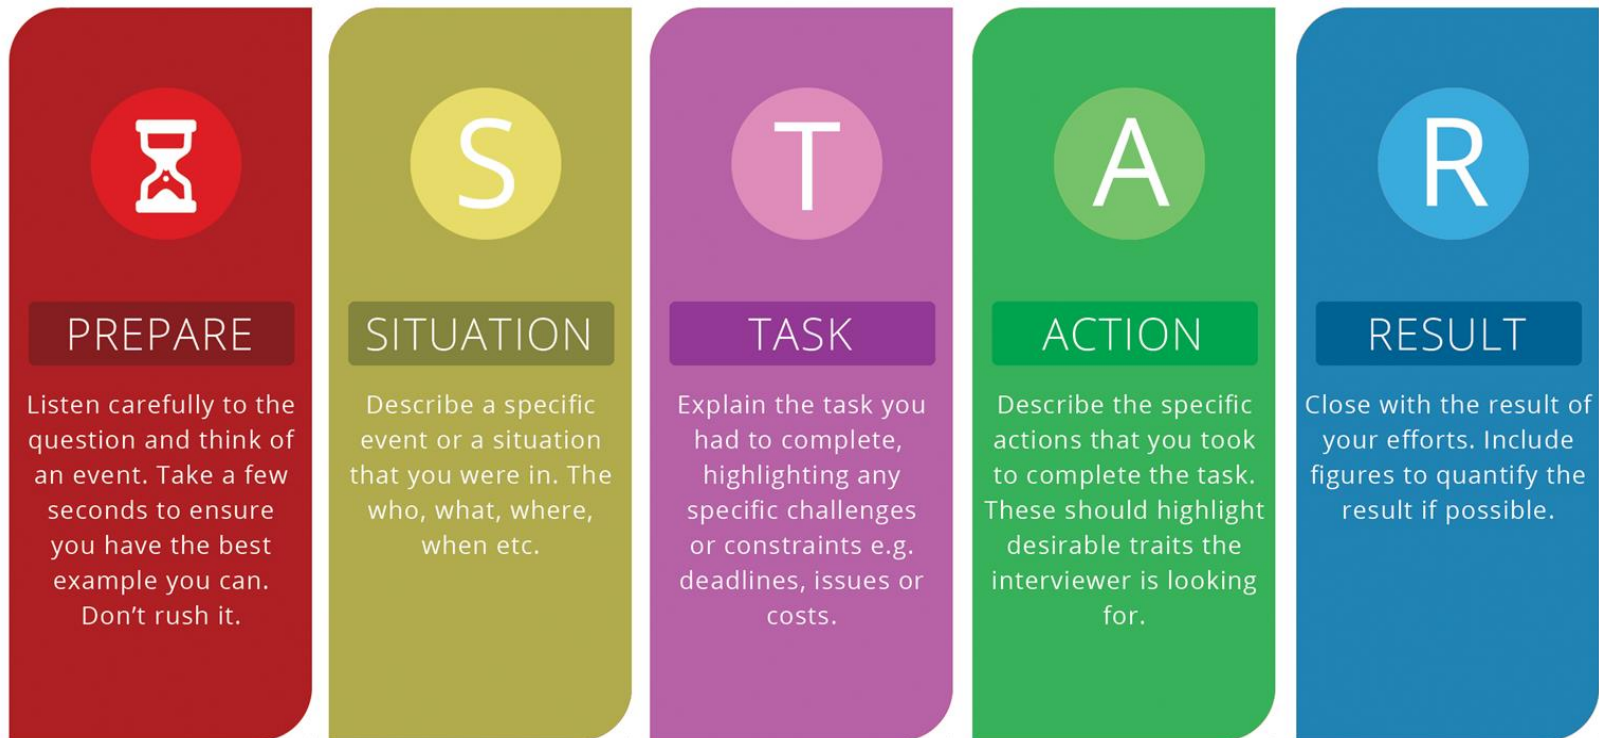 PREPARE
Listen carefully to the
question and think of
an event. Take a few
seconds to ensure
you have the best
example you can.
Don’t rush it.
S
SITUATION
Describe a specific
event or a situation
that you were in. The
who, what, where,
when etc.
T
TASK
Explain the task you
had to complete,
highlighting any
specific challenges
or constraints e.g.
deadlines, issues or
costs.
A
ACTION
Describe the specific
actions that you took
to complete the task.
These should highlight
desirable traits the
interviewer is looking
for.
R
RESULT
Close with the result of
your efforts. Include
figures to quantify the
result if possible.